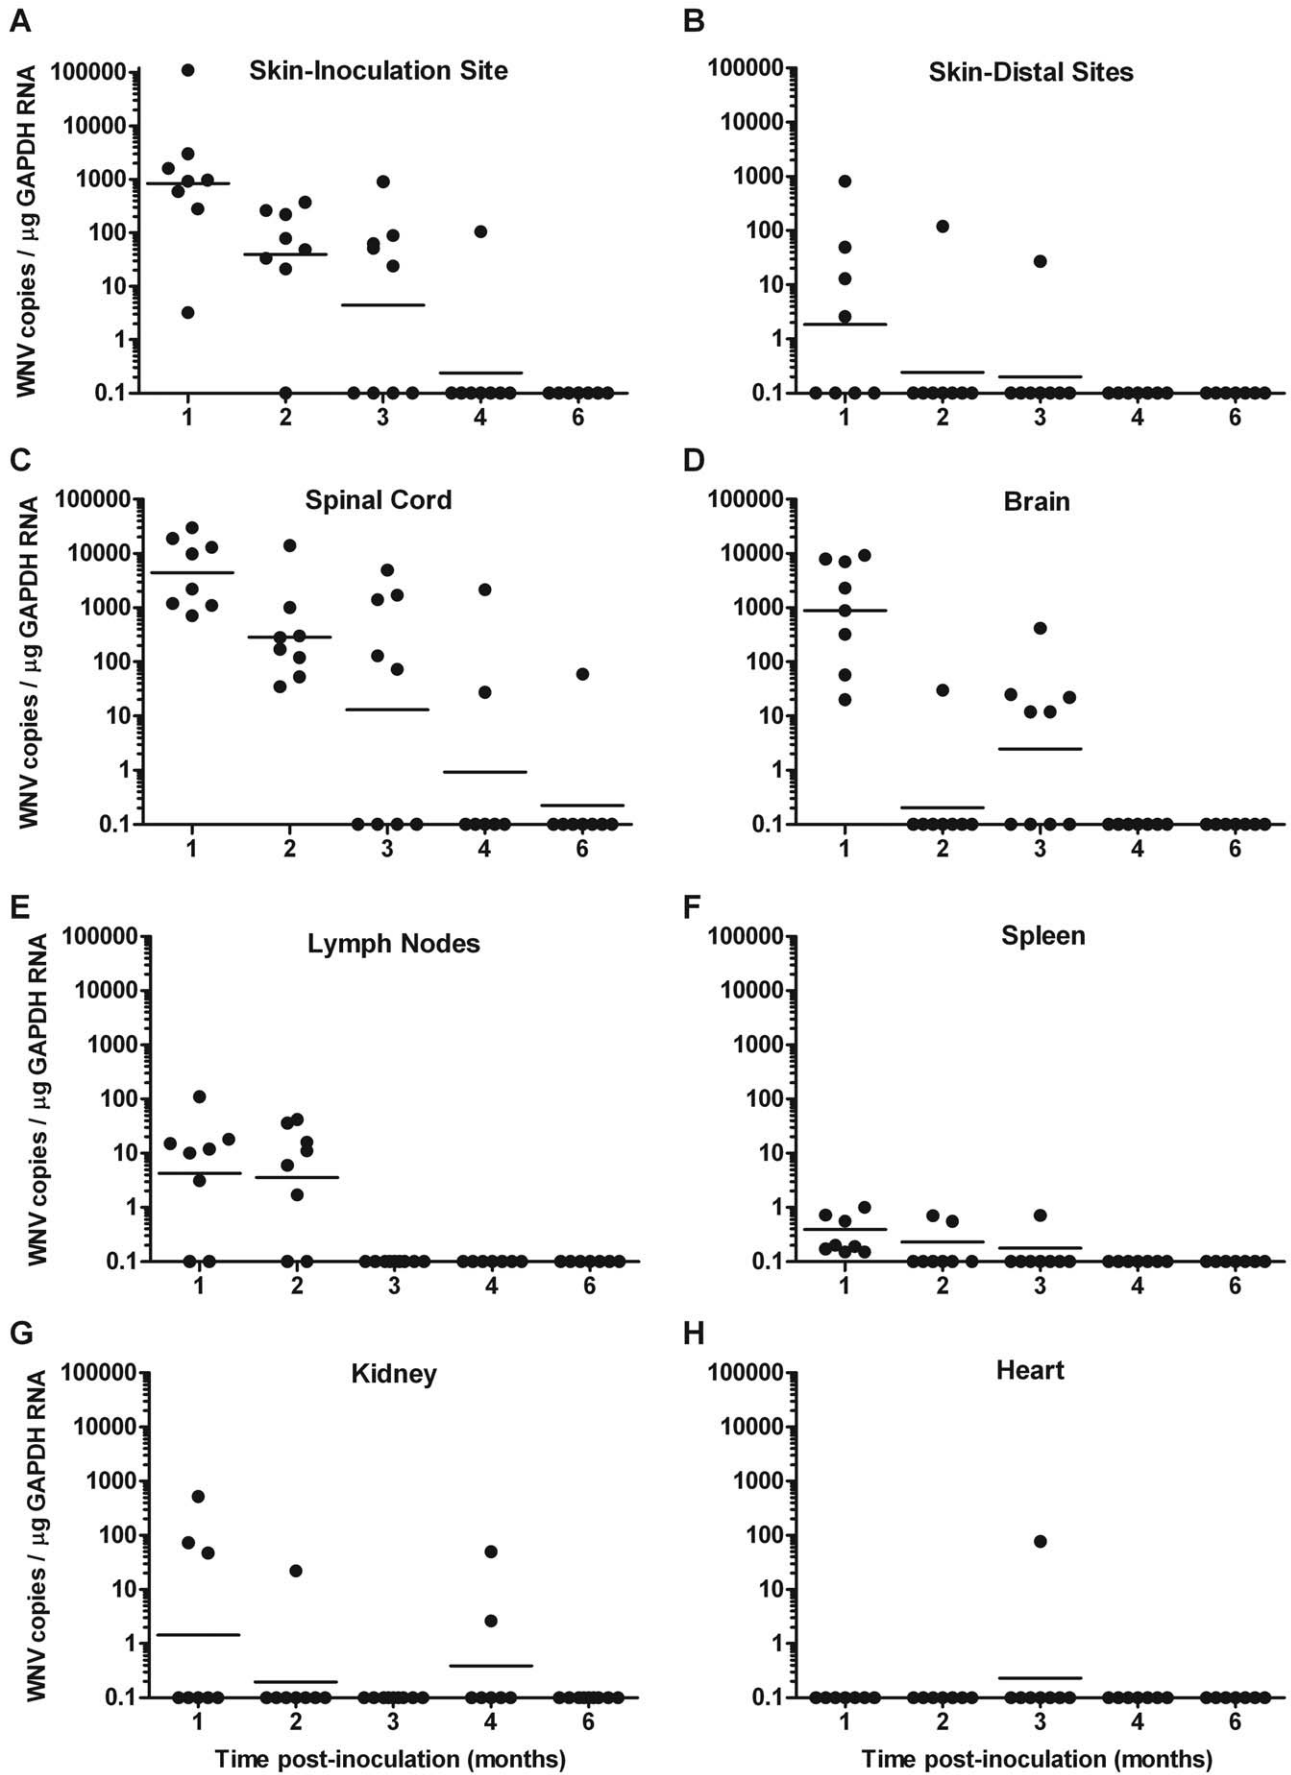 A
Skin-Inoculation Site
WNV copies / µg GAPDH RNA
100000
10000
1000
100
10
1
0.1
1 2 3 4 6
B
Skin-Distal Sites
100000
10000
1000
100
10
1
0.1
1 2 3 4 6
C
Spinal Cord
WNV copies / µg GAPDH RNA
100000
10000
1000
100
10
1
0.1
1 2 3 4 6
D
Brain
100000
10000
1000
100
10
1
0.1
1 2 3 4 6
E
Lymph Nodes
WNV copies / µg GAPDH RNA
100000
10000
1000
100
10
1
0.1
1 2 3 4 6
F
Spleen
100000
10000
1000
100
10
1
0.1
1 2 3 4 6
G
Kidney
WNV copies / µg GAPDH RNA
100000
10000
1000
100
10
1
0.1
1 2 3 4 6
Time post-inoculation (months)
H
Heart
100000
10000
1000
100
10
1
0.1
1 2 3 4 6
Time post-inoculation (months)